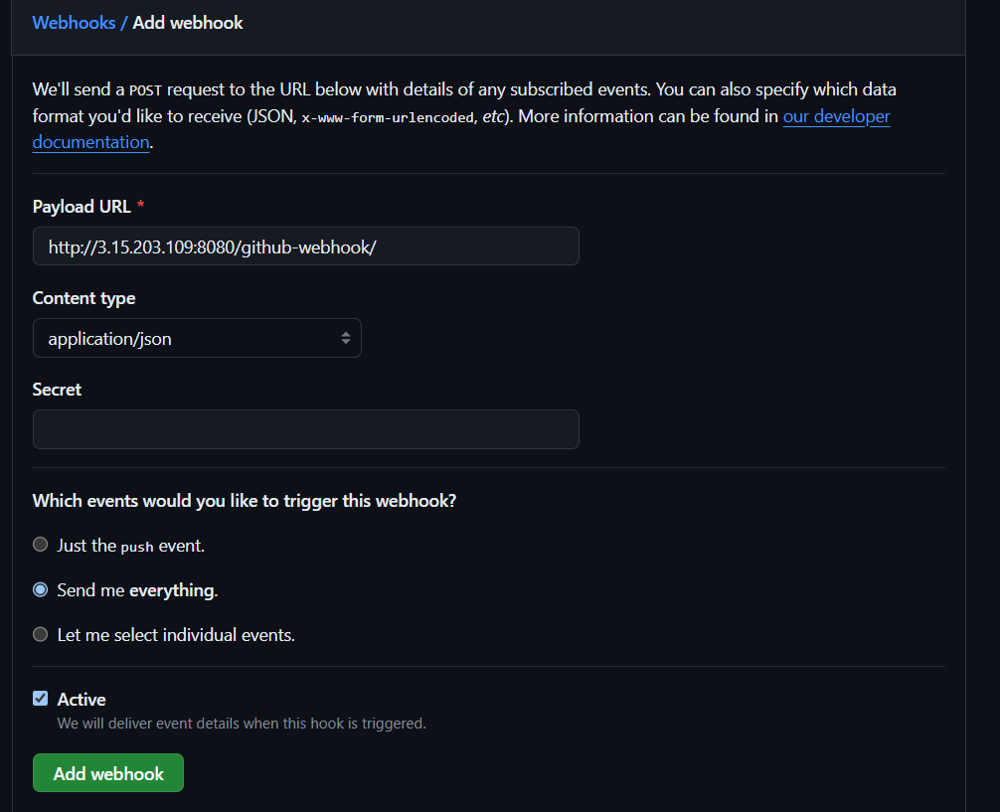 Webhooks / Add webhook
We'll send a POST request to the URL below with details of any subscribed events. You can also specify which data
format you'd like to receive (JSON, x-www-form-urlencoded, etc). More information can be found in our developer
documentation.
Payload URL *
http://3.15.203.109:8080/github-webhook/
Content type
application/json
Secret
Which events would you like to trigger this webhook?
Just the push event.
Send me everything.
Let me select individual events.
Active
We will deliver event details when this hook is triggered.
Add webhook